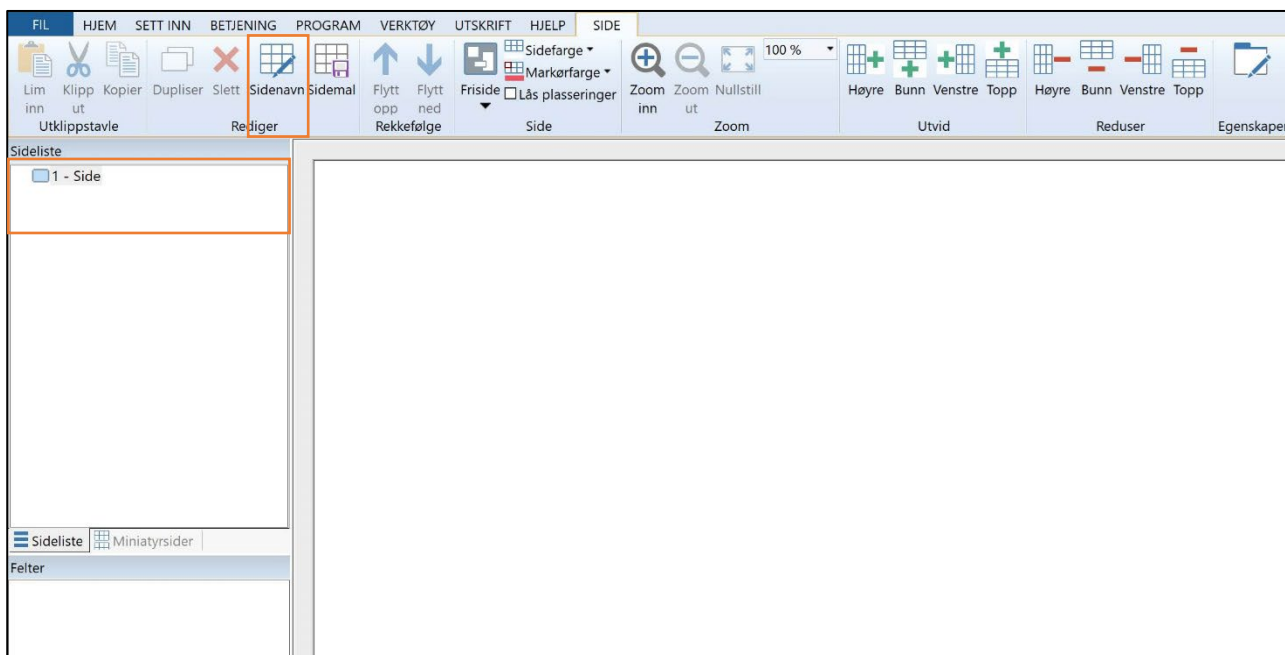 FIL HJEM SETT INN BETJENING PROGRAM VERKTØY UTSKRIFT HJELP SIDE
Lim inn
Klipp ut
Kopier
Utklippstavle
Dupliser
Slett
Sidenavn
Sidemal
Rediger
Flytt opp
Flytt ned
Rekkefølge
Friside
Sidefarge
Markørfarge
Lås plasseringer
Side
Zoom inn
Zoom ut
Nullstill
100 %
Zoom
Høyre Bunn Venstre Topp
Utvid
Høyre Bunn Venstre Topp
Reduser
Egenskaper
Sideliste
1 - Side
Sideliste Miniatyrsider
Felter